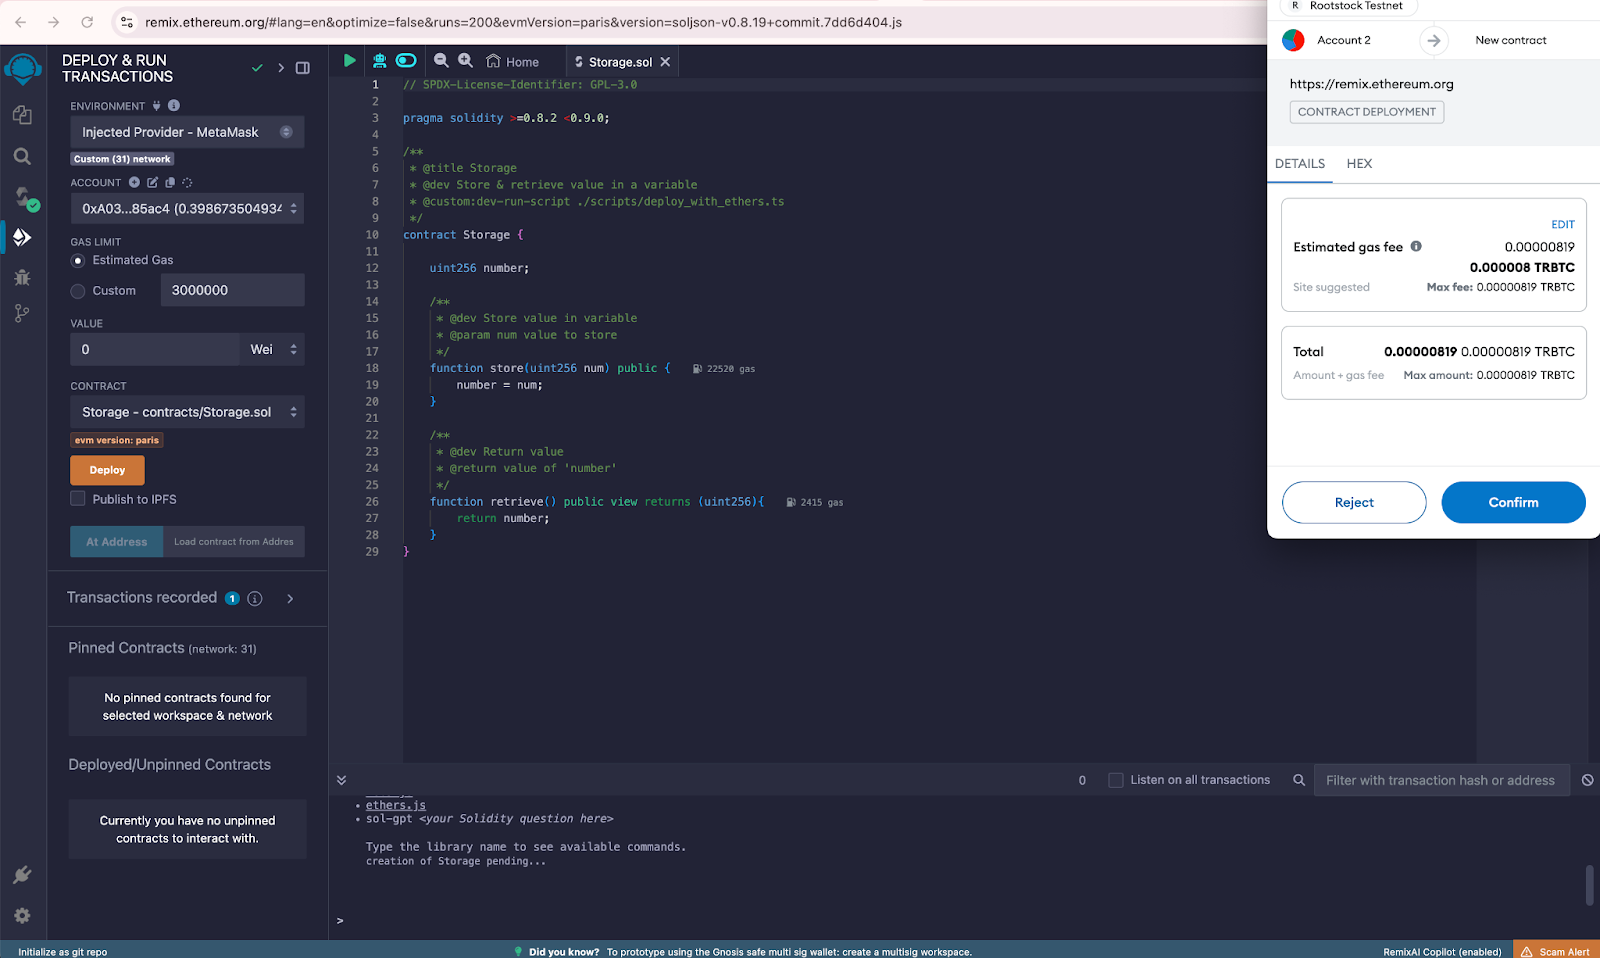 remix.ethereum.org/#lang=en&optimize=false&runs=200&evmVersion=paris&version=soljson-v0.8.19+commit.7dd6d404.js
DEPLOY & RUN
TRANSACTIONS
ENVIRONMENT
Injected Provider - MetaMask
Custom (31) network
ACCOUNT
0xA03...85ac4 (0.398673504934
GAS LIMIT
Estimated Gas
Custom
3000000
VALUE
0
Wei
CONTRACT
Storage - contracts/Storage.sol
evm version: paris
Deploy
Publish to IPFS
At Address
Load contract from Addres
Transactions recorded 1
Pinned Contracts (network: 31)
No pinned contracts found for
selected workspace & network
Deployed/Unpinned Contracts
Currently you have no unpinned
contracts to interact with.
Initialize as git repo
Home
Storage.sol
1 // SPDX-License-Identifier: GPL-3.0
2
3 pragma solidity >=0.8.2 <0.9.0;
4
5 /**
6 * @title Storage
7 * @dev Store & retrieve value in a variable
8 * @custom:dev-run-script ./scripts/deploy_with_ethers.ts
9 */
10 contract Storage {
11
12 uint256 number;
13
14 /**
15 * @dev Store value in variable
16 * @param num value to store
17 */
18 function store(uint256 num) public { 22520 gas
19 number = num;
20 }
21
22 /**
23 * @dev Return value
24 * @return value of 'number'
25 */
26 function retrieve() public view returns (uint256){ 2415 gas
27 return number;
28 }
29 }
0
Listen on all transactions
Filter with transaction hash or address
ethers.js
sol-gpt <your Solidity question here>
Type the library name to see available commands.
creation of Storage pending...
>
Did you know? To prototype using the Gnosis safe multi sig wallet: create a multisig workspace.
RemixAI Copilot (enabled)
Scam Alert
R Rootstock Testnet
Account 2
New contract
https://remix.ethereum.org
CONTRACT DEPLOYMENT
DETAILS
HEX
EDIT
Estimated gas fee
0.00000819
0.000008 TRBTC
Site suggested
Max fee: 0.00000819 TRBTC
Total
0.00000819 0.00000819 TRBTC
Amount + gas fee
Max amount: 0.00000819 TRBTC
Reject
Confirm